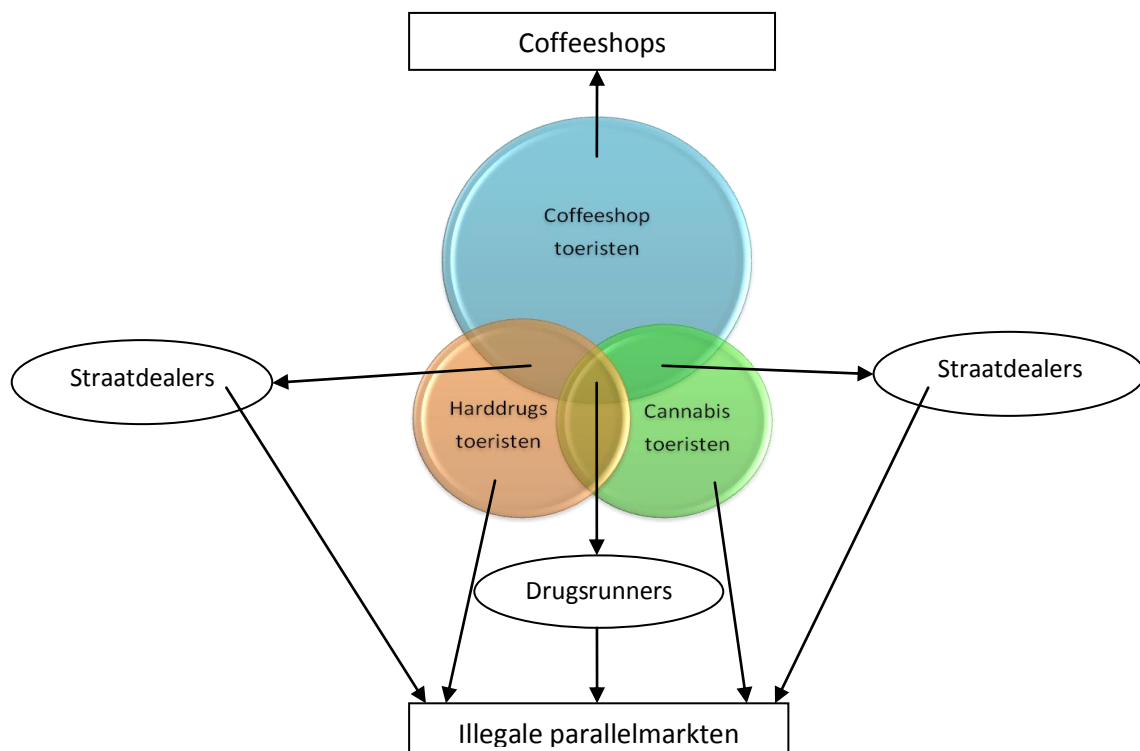 Coffeeshops
Coffeeshop
toeristen
Straatdealers
Straatdealers
Harddrugs
toeristen
Cannabis
toeristen
Drugsrunners
Illegale parallelmarkten